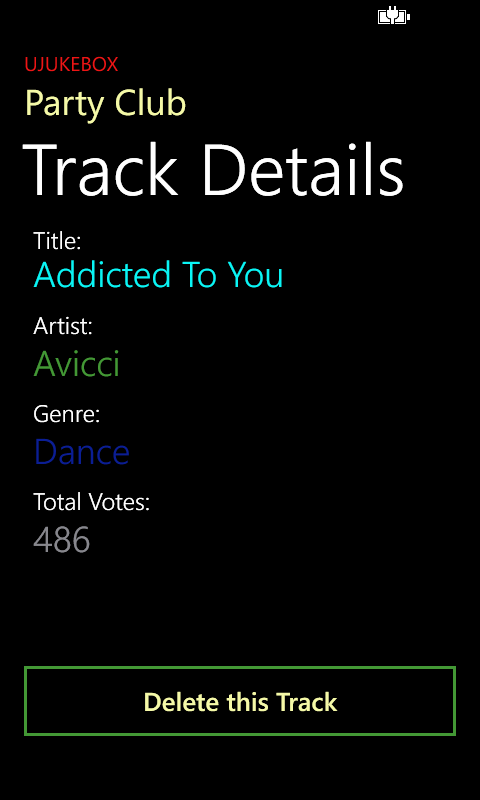 UJUKEBOX
Party Club
Track Details
Title:
Addicted To You
Artist:
Avicci
Genre:
Dance
Total Votes:
486
Delete this Track